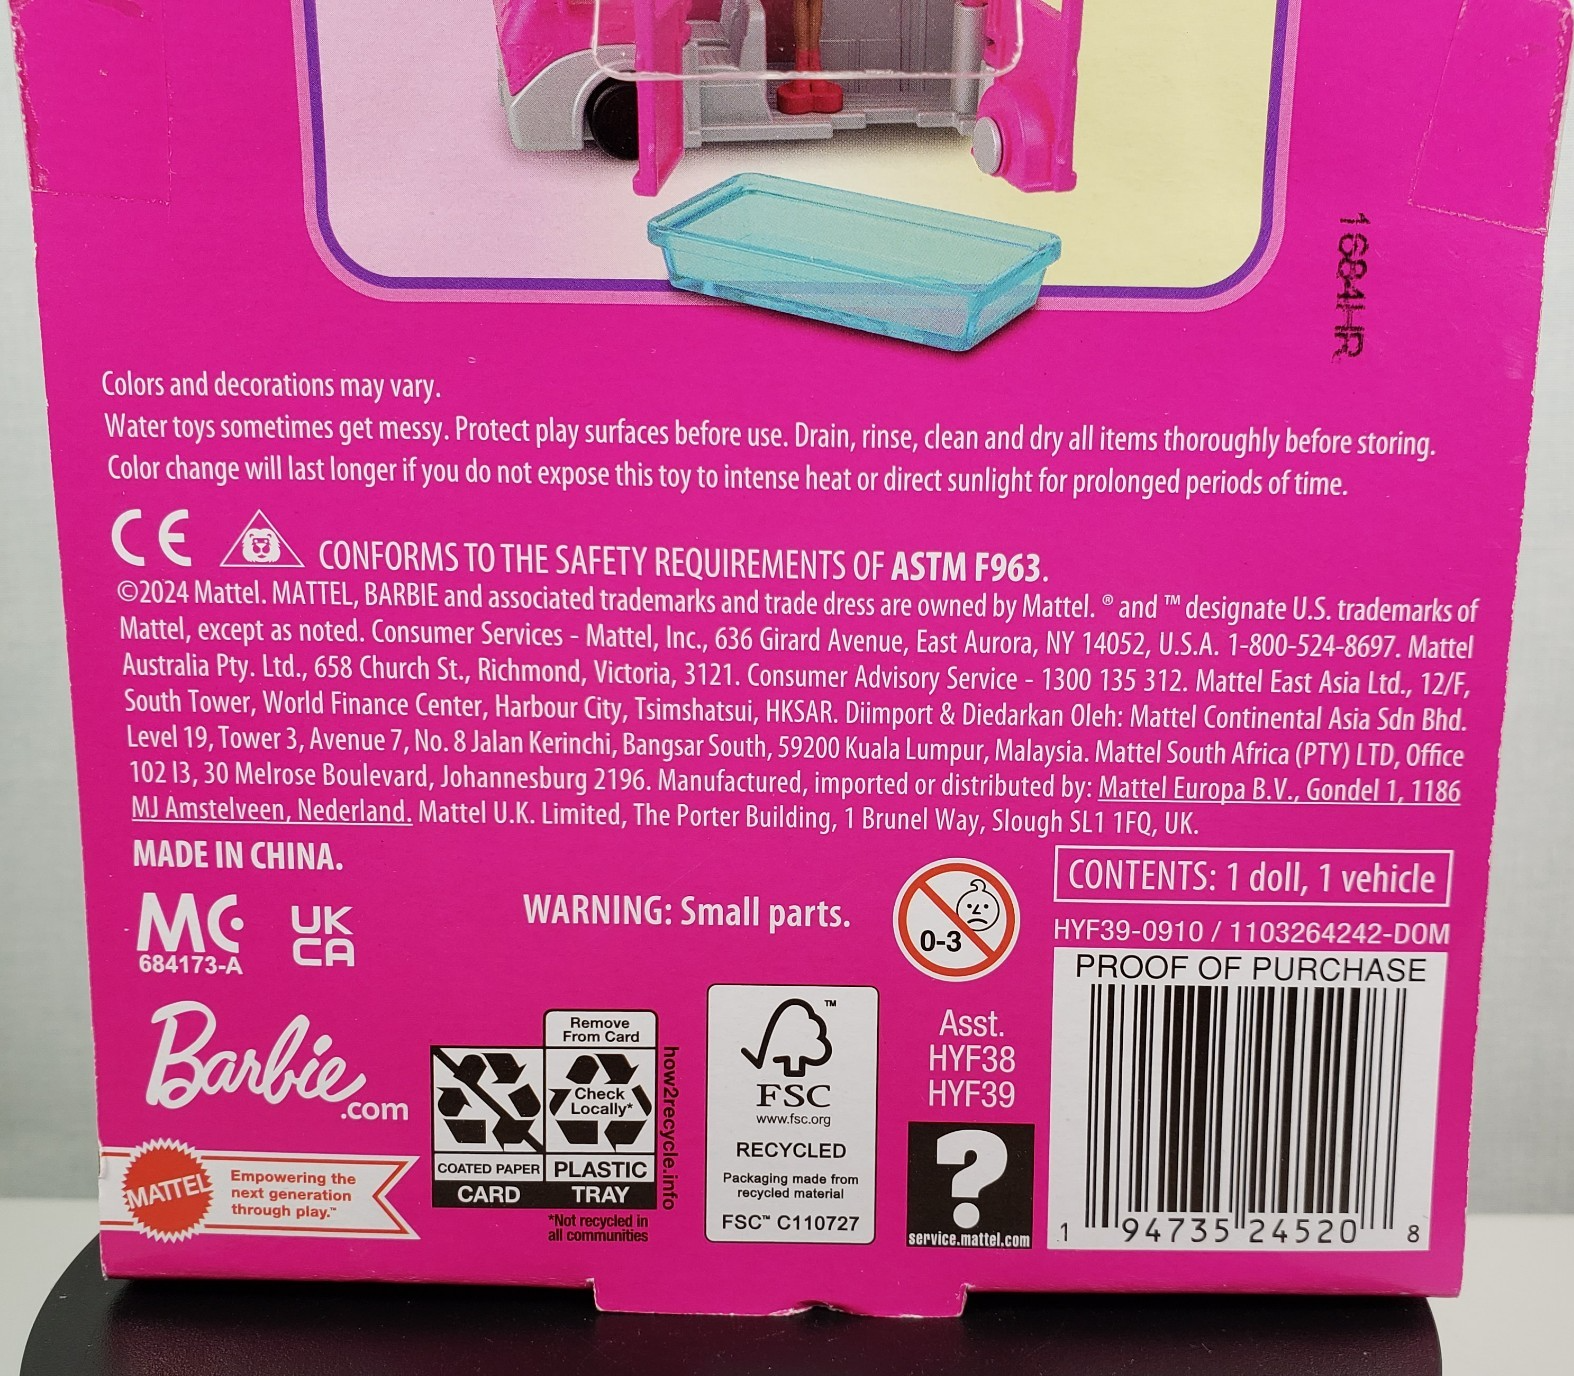 1684HR
Colors and decorations may vary.
Water toys sometimes get messy. Protect play surfaces before use. Drain, rinse, clean and dry all items thoroughly before storing.
Color change will last longer if you do not expose this toy to intense heat or direct sunlight for prolonged periods of time.
CE CONFORMS TO THE SAFETY REQUIREMENTS OF ASTM F963.
©2024 Mattel. MATTEL, BARBIE and associated trademarks and trade dress are owned by Mattel. ® and ™ designate U.S. trademarks of
Mattel, except as noted. Consumer Services - Mattel, Inc., 636 Girard Avenue, East Aurora, NY 14052, U.S.A. 1-800-524-8697. Mattel
Australia Pty. Ltd., 658 Church St., Richmond, Victoria, 3121. Consumer Advisory Service - 1300 135 312. Mattel East Asia Ltd., 12/F,
South Tower, World Finance Center, Harbour City, Tsimshatsui, HKSAR. Diimport & Diedarkan Oleh: Mattel Continental Asia Sdn Bhd.
Level 19, Tower 3, Avenue 7, No. 8 Jalan Kerinchi, Bangsar South, 59200 Kuala Lumpur, Malaysia. Mattel South Africa (PTY) LTD, Office
102 I3, 30 Melrose Boulevard, Johannesburg 2196. Manufactured, imported or distributed by: Mattel Europa B.V., Gondel 1, 1186
MJ Amstelveen, Nederland. Mattel U.K. Limited, The Porter Building, 1 Brunel Way, Slough SL1 1FQ, UK.
MADE IN CHINA.
MC
684173-A
UK
CA
WARNING: Small parts.
0-3
CONTENTS: 1 doll, 1 vehicle
HYF39-0910 / 1103264242-DOM
PROOF OF PURCHASE
1 94735 24520 8
Barbie
.com
Remove
From Card
Check
Locally*
COATED PAPER
CARD
PLASTIC
TRAY
*Not recycled in
all communities
how2recycle.info
™
FSC
www.fsc.org
RECYCLED
Packaging made from
recycled material
FSC™ C110727
Asst.
HYF38
HYF39
?
service.mattel.com
MATTEL
Empowering the
next generation
through play.™